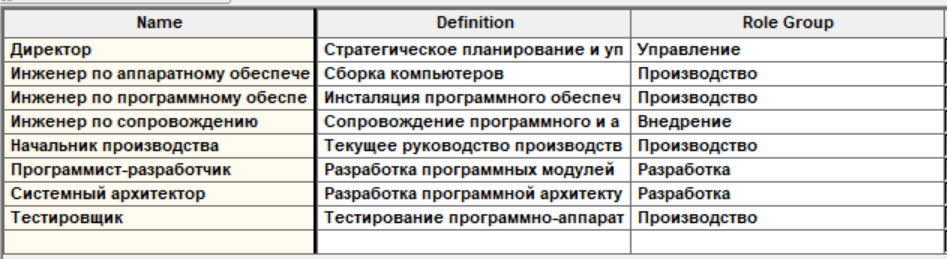 Name Definition Role Group
Директор Стратегическое планирование и уп Управление
Инженер по аппаратному обеспече Сборка компьютеров Производство
Инженер по программному обеспе Инсталяция программного обеспеч Производство
Инженер по сопровождению Сопровождение программного и а Внедрение
Начальник производства Текущее руководство производств Производство
Программист-разработчик Разработка программных модулей Разработка
Системный архитектор Разработка программной архитекту Разработка
Тестировщик Тестирование программно-аппарат Производство